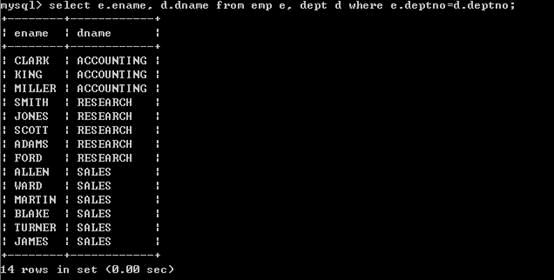 mysql> select e.ename, d.dname from emp e, dept d where e.deptno=d.deptno;
+--------+------------+
| ename  | dname      |
+--------+------------+
| CLARK  | ACCOUNTING |
| KING   | ACCOUNTING |
| MILLER | ACCOUNTING |
| SMITH  | RESEARCH   |
| JONES  | RESEARCH   |
| SCOTT  | RESEARCH   |
| ADAMS  | RESEARCH   |
| FORD   | RESEARCH   |
| ALLEN  | SALES      |
| WARD   | SALES      |
| MARTIN | SALES      |
| BLAKE  | SALES      |
| TURNER | SALES      |
| JAMES  | SALES      |
+--------+------------+
14 rows in set (0.00 sec)